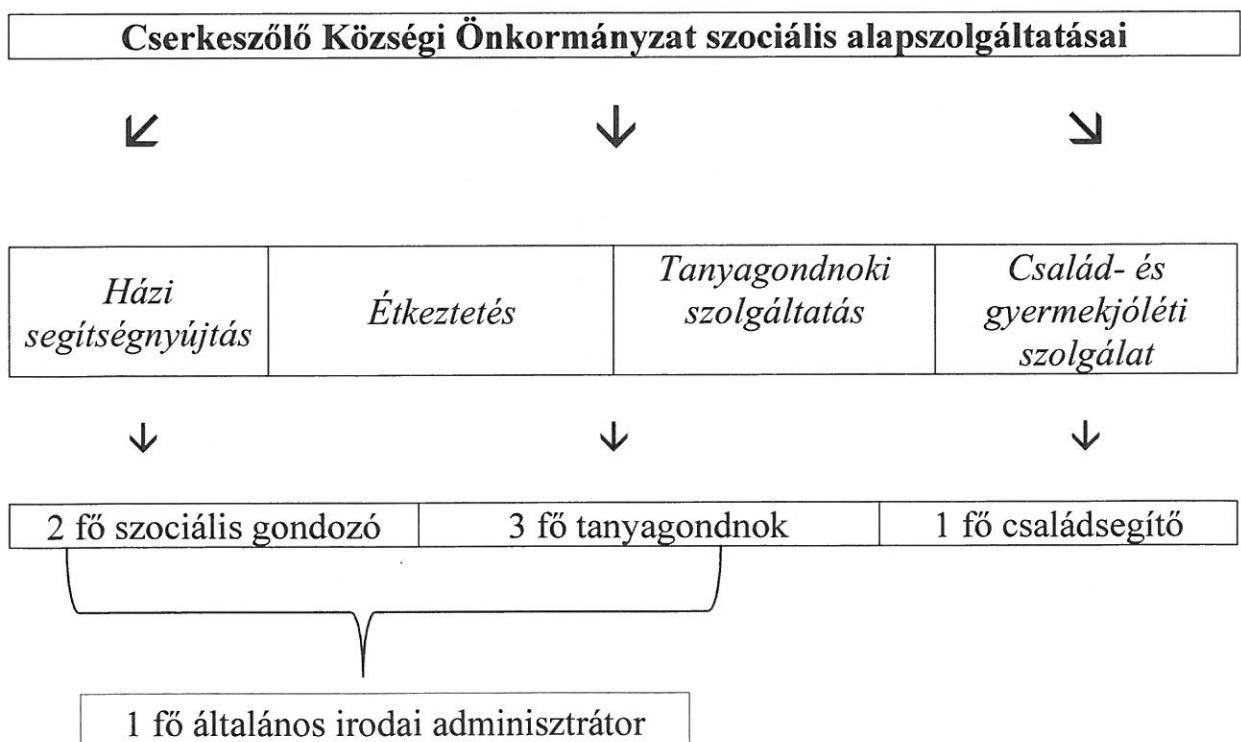 Cserkeszőlő Községi Önkormányzat szociális alapszolgáltatásai
Házi
segítségnyújtás
Étkeztetés
Tanyagondnoki
szolgáltatás
Család- és
gyermekjóléti
szolgálat
2 fő szociális gondozó
3 fő tanyagondnok
1 fő családsegítő
1 fő általános irodai adminisztrátor